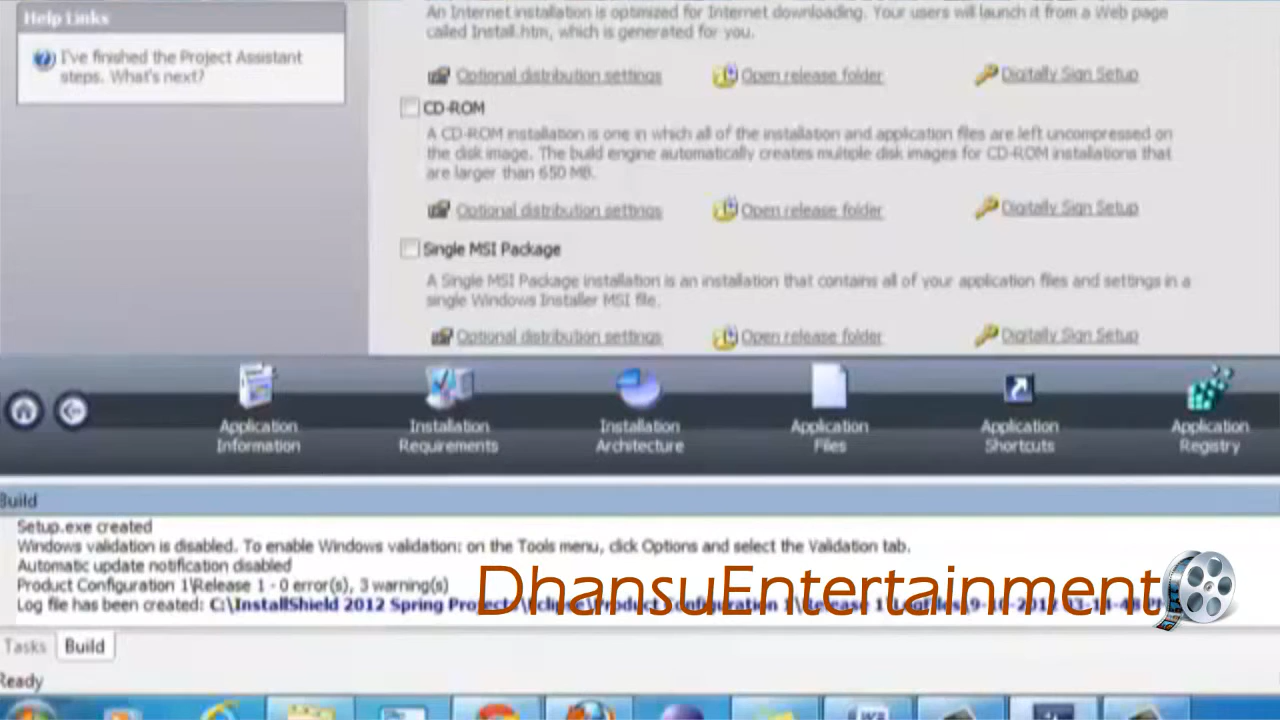 Help Links
I've finished the Project Assistant
steps. What's next?
An Internet installation is optimized for Internet downloading. Your users will launch it from a Web page
called Install.htm, which is generated for you.
Optional distribution settings Open release folder Digitally Sign Setup
CD-ROM
A CD-ROM installation is one in which all of the installation and application files are left uncompressed on
the disk image. The build engine automatically creates multiple disk images for CD-ROM installations that
are larger than 650 MB.
Optional distribution settings Open release folder Digitally Sign Setup
Single MSI Package
A Single MSI Package installation is an installation that contains all of your application files and settings in a
single Windows Installer MSI file.
Optional distribution settings Open release folder Digitally Sign Setup
Application Information
Installation Requirements
Installation Architecture
Application Files
Application Shortcuts
Application Registry
Build
Setup.exe created
Windows validation is disabled. To enable Windows validation: on the Tools menu, click Options and select the Validation tab.
Automatic update notification disabled
Product Configuration 1\Release 1 - 0 error(s), 3 warning(s)
Log file has been created: C:\InstallShield 2012 Spring Projects\Eclipse\Product Configuration 1\Release 1\LogFiles\
DhansuEntertainment
Tasks Build
Ready